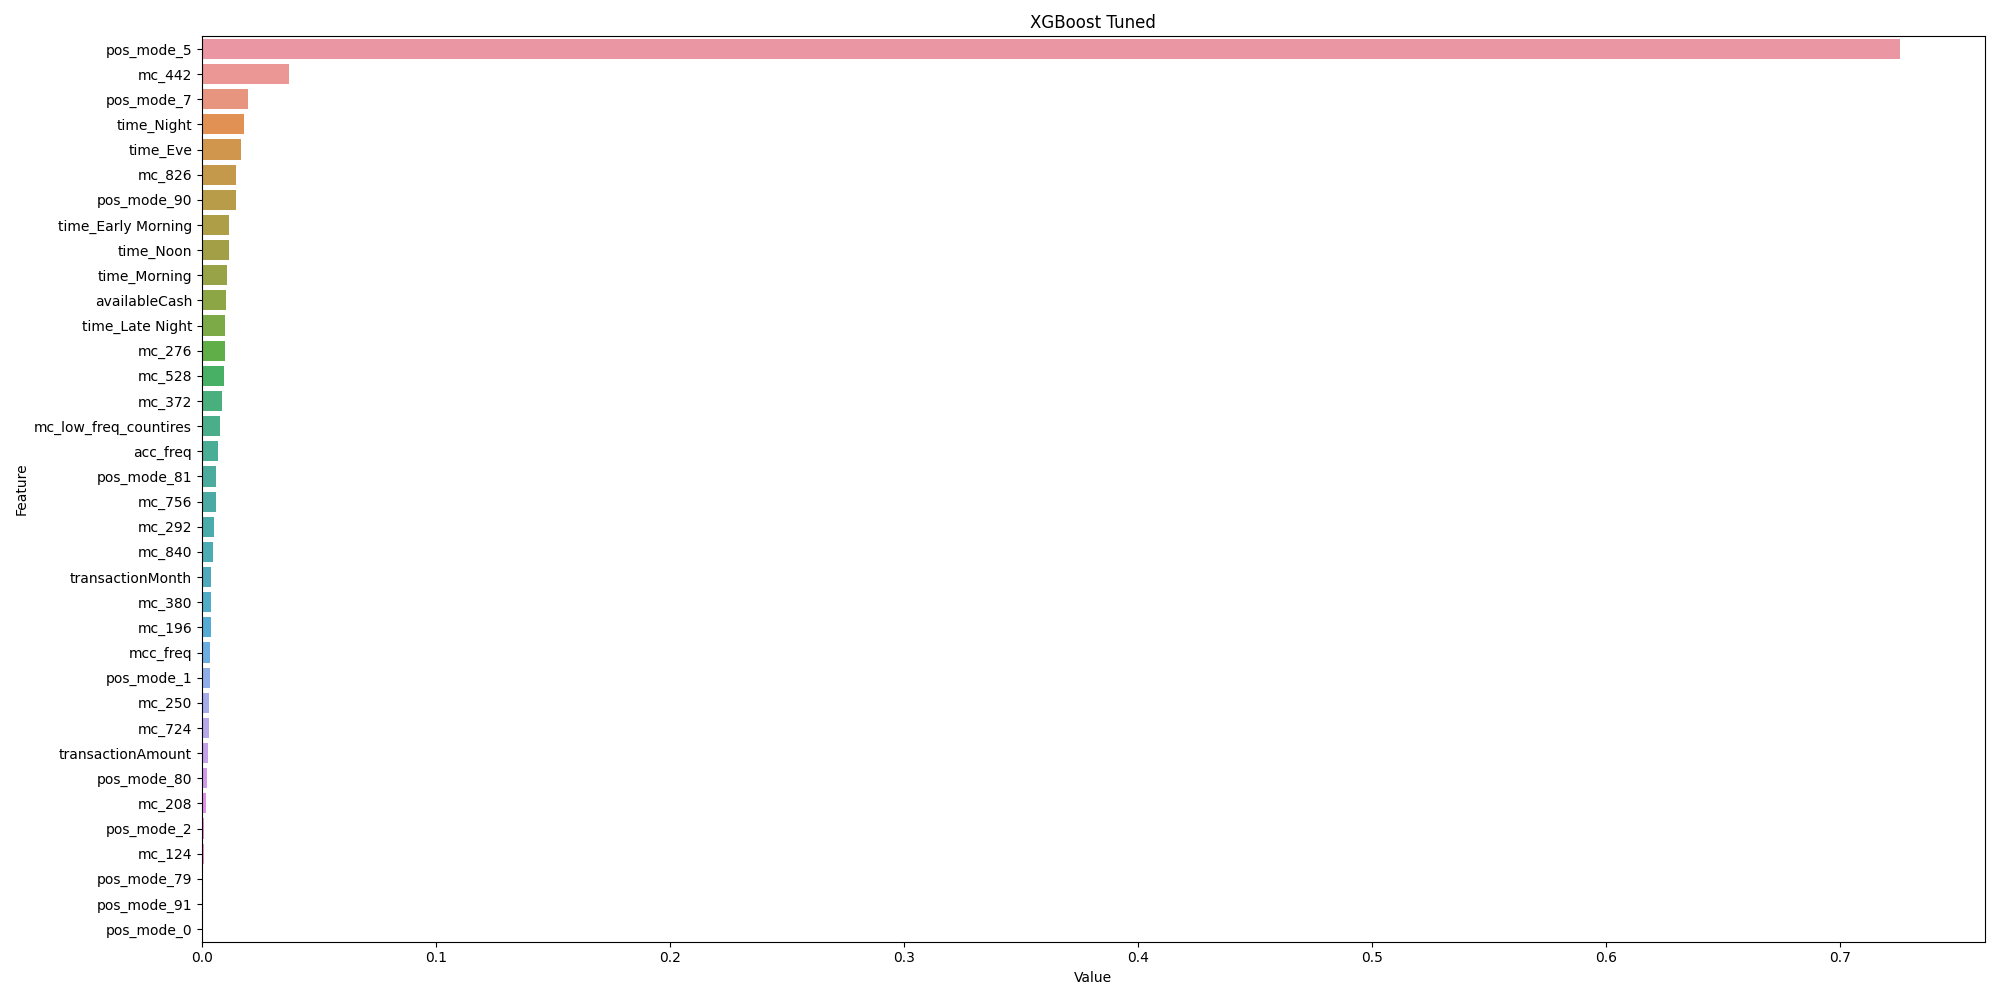 XGBoost Tuned
pos_mode_5
mc_442
pos_mode_7
time_Night
time_Eve
mc_826
pos_mode_90
time_Early Morning
time_Noon
time_Morning
availableCash
time_Late Night
mc_276
mc_528
mc_372
mc_low_freq_countires
acc_freq
pos_mode_81
mc_756
mc_292
mc_840
transactionMonth
mc_380
mc_196
mcc_freq
pos_mode_1
mc_250
mc_724
transactionAmount
pos_mode_80
mc_208
pos_mode_2
mc_124
pos_mode_79
pos_mode_91
pos_mode_0
Feature
0.0 0.1 0.2 0.3 0.4 0.5 0.6 0.7
Value